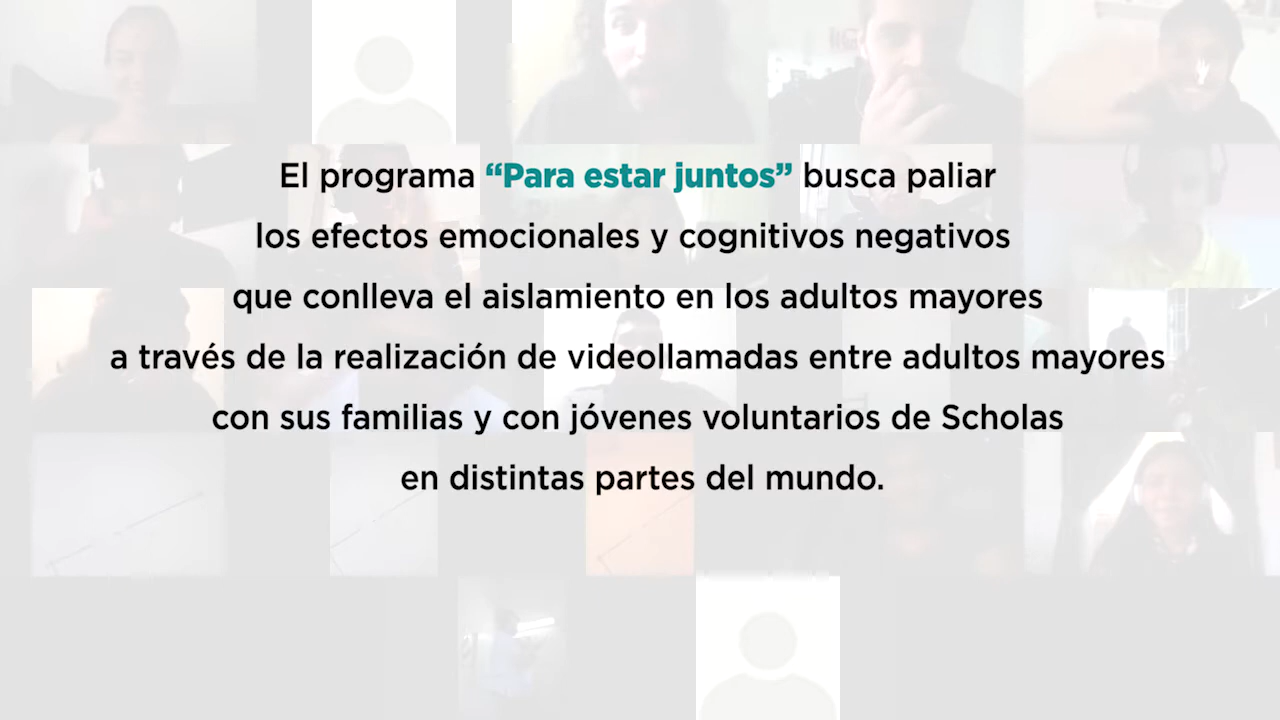 El programa “Para estar juntos” busca paliar
los efectos emocionales y cognitivos negativos
que conlleva el aislamiento en los adultos mayores
a través de la realización de videollamadas entre adultos mayores
con sus familias y con jóvenes voluntarios de Scholas
en distintas partes del mundo.